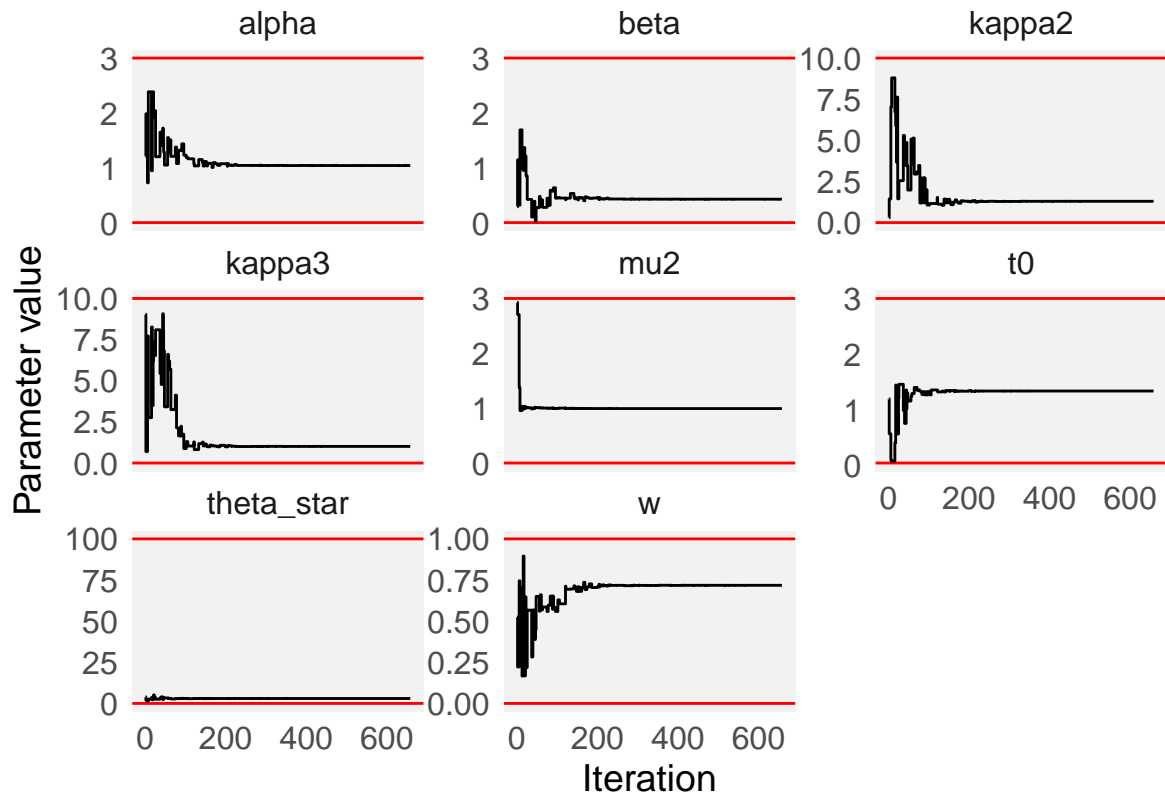 alpha beta kappa2
3 3 10.0
2 2 7.5
5.0
1 1 2.5
0 0 0.0
kappa3 mu2 t0
10.0 3 3
7.5 2 2
5.0
2.5 1 1
0.0 0 0
0 200 400 600
theta_star w
100 1.00
75 0.75
50 0.50
25 0.25
0 0.00
0 200 400 600 0 200 400 600
Parameter value
Iteration